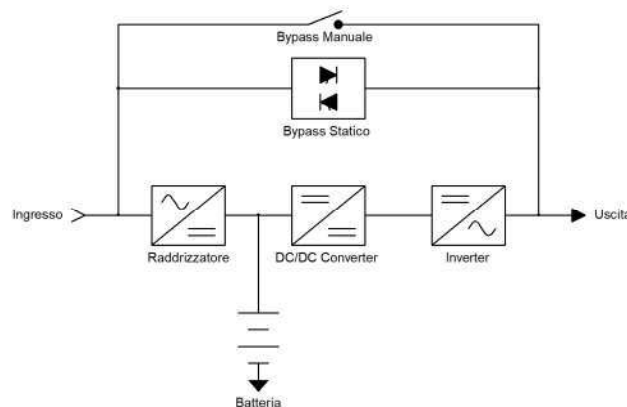 Bypass Manuale
Bypass Statico
Ingresso
Uscita
Raddrizzatore
DC/DC Converter
Inverter
Batteria